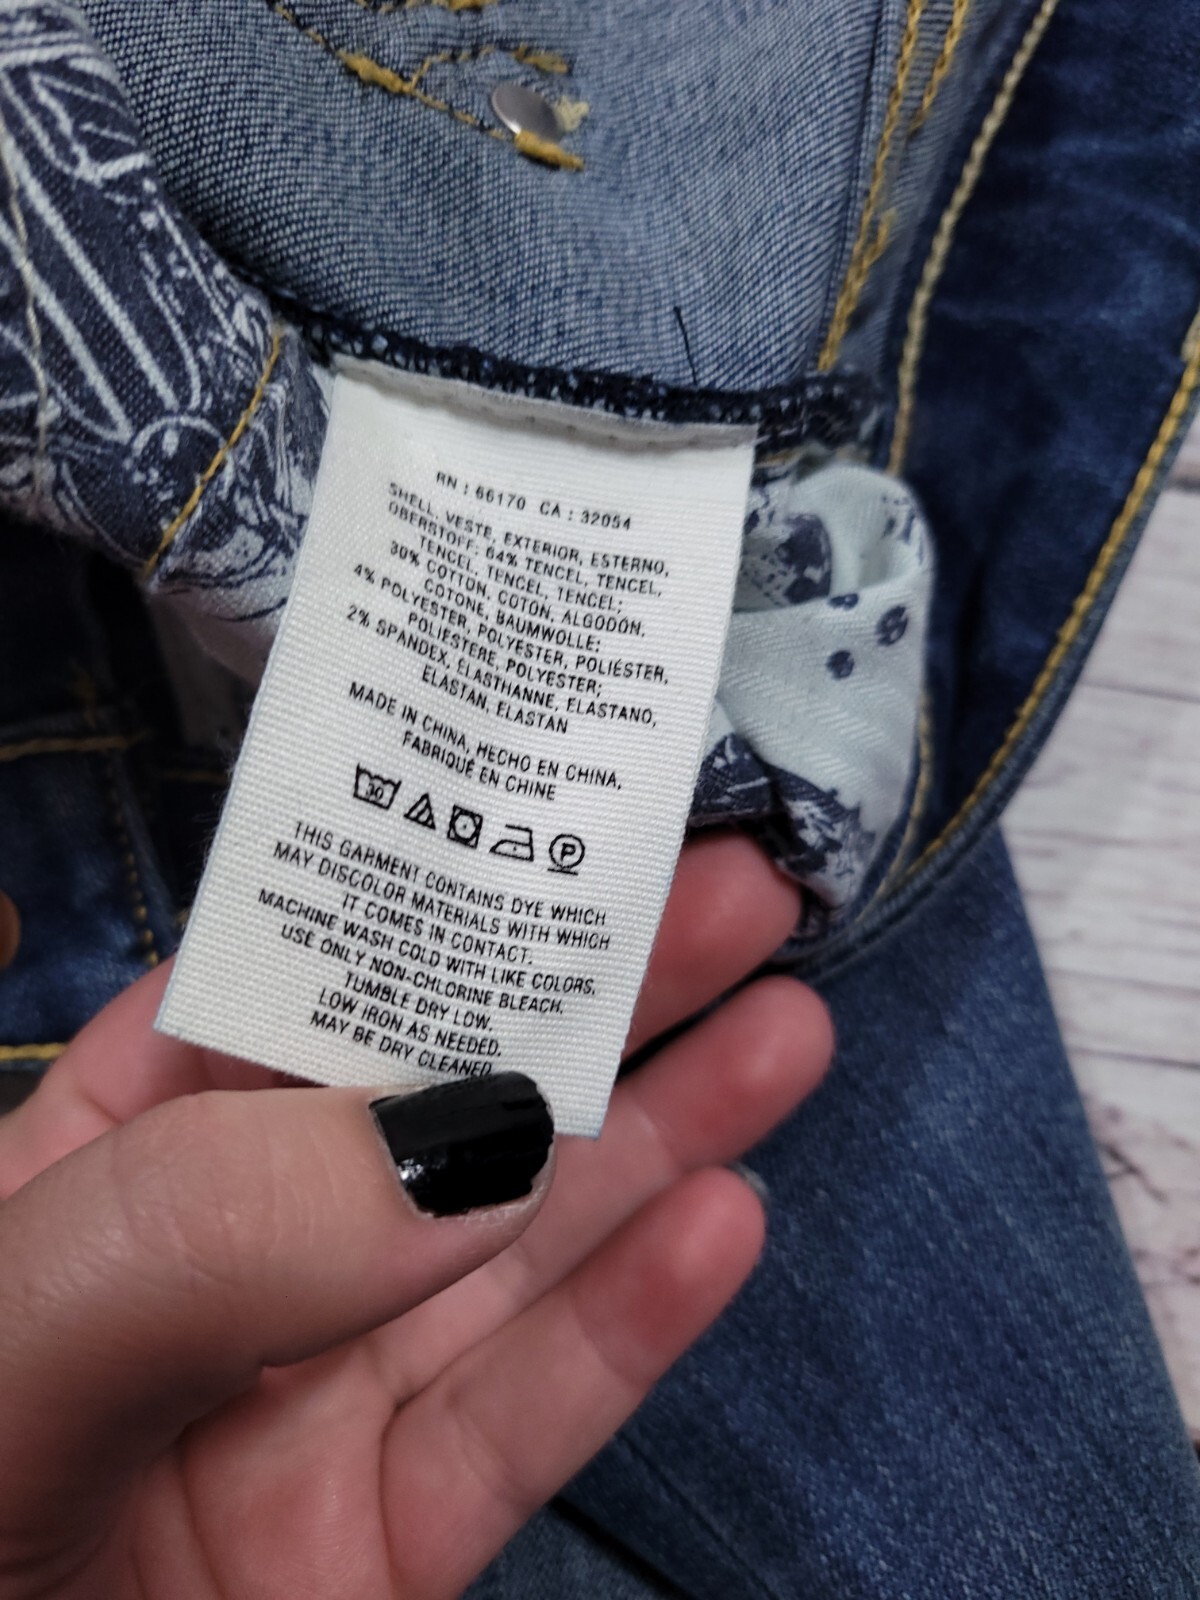 RN : 66170 CA : 32054
SHELL, VESTE, EXTERIOR, ESTERNO,
OBERSTOFF: 64% TENCEL, TENCEL,
TENCEL, TENCEL, TENCEL;
30% COTTON, COTON, ALGODÓN,
COTONE, BAUMWOLLE;
4% POLYESTER, POLYESTER, POLIÉSTER,
POLIESTERE, POLYESTER;
2% SPANDEX, ÉLASTHANNE, ELASTANO,
ELASTAN, ELASTAN
MADE IN CHINA, HECHO EN CHINA,
FABRIQUÉ EN CHINE
30 P
THIS GARMENT CONTAINS DYE WHICH
MAY DISCOLOR MATERIALS WITH WHICH
IT COMES IN CONTACT.
MACHINE WASH COLD WITH LIKE COLORS.
USE ONLY NON-CHLORINE BLEACH.
TUMBLE DRY LOW.
LOW IRON AS NEEDED.
MAY BE DRY CLEANED